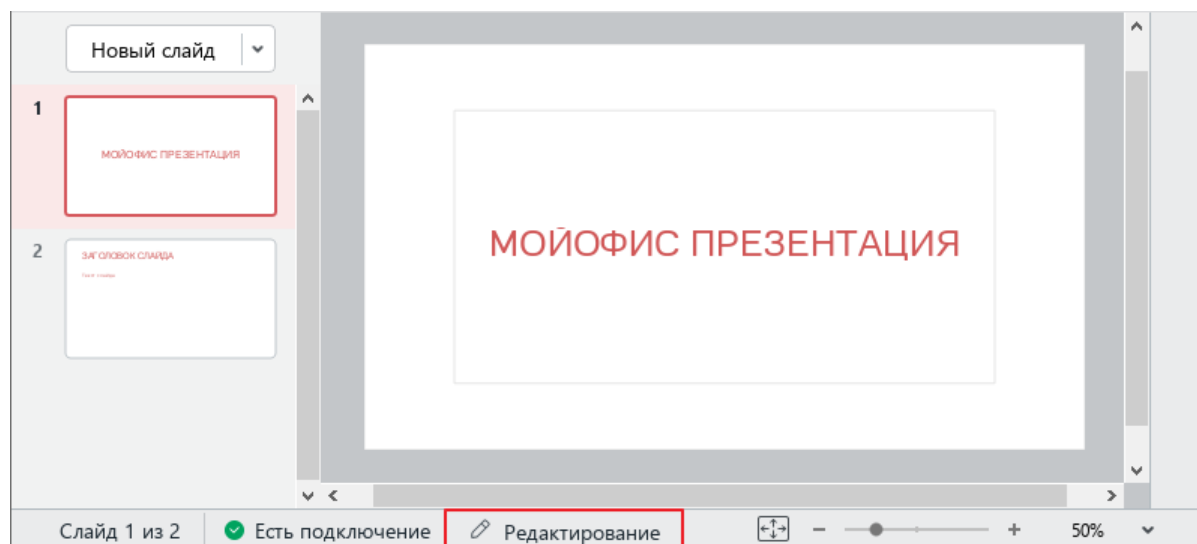 Новый слайд
1
МОЙОФИС ПРЕЗЕНТАЦИЯ
2
ЗАГОЛОВОК СЛАЙДА
МОЙОФИС ПРЕЗЕНТАЦИЯ
Слайд 1 из 2
Есть подключение
Редактирование
50%